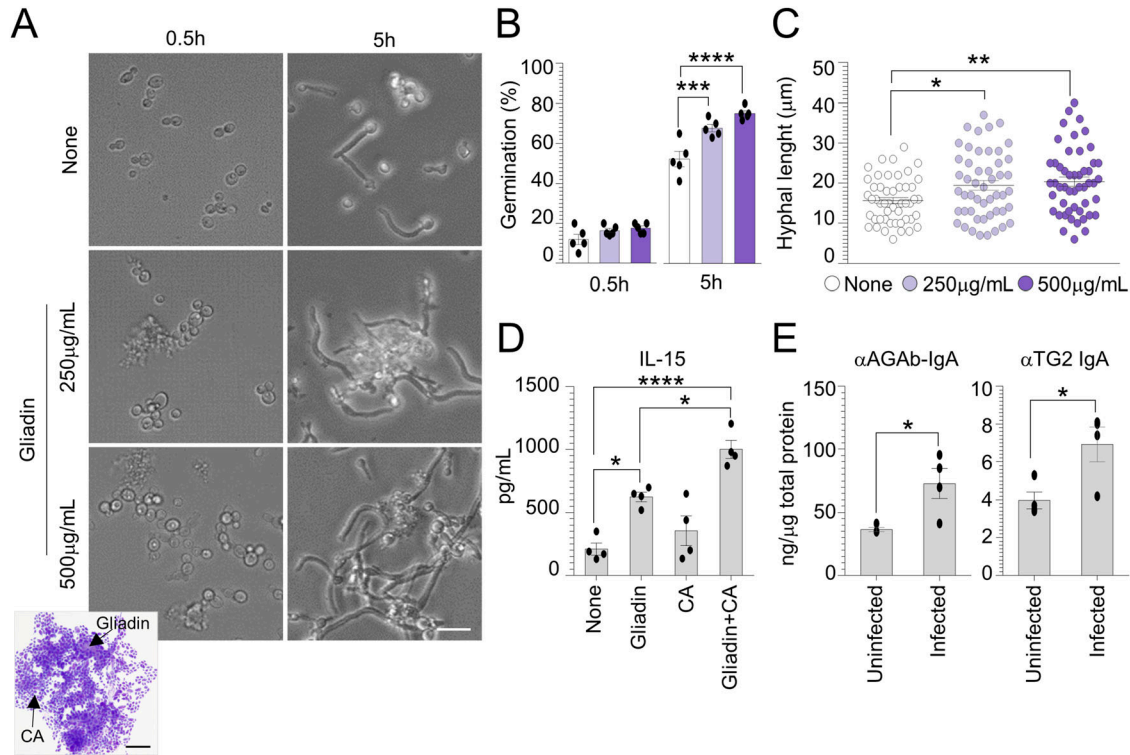 A
0.5h
5h
None
Gliadin
250μg/mL
500μg/mL
Gliadin
CA
B
Germination (%)
100
80
60
40
20
0
****
***
0.5h
5h
C
Hyphal lenght (μm)
50
40
30
20
10
0
**
*
None 250μg/mL 500μg/mL
D
IL-15
pg/mL
1500
1000
500
0
****
*
*
None
Gliadin
CA
Gliadin+CA
E
αAGAb-IgA
ng/μg total protein
150
100
50
0
*
Uninfected
Infected
αTG2 IgA
10
8
6
4
2
0
*
Uninfected
Infected